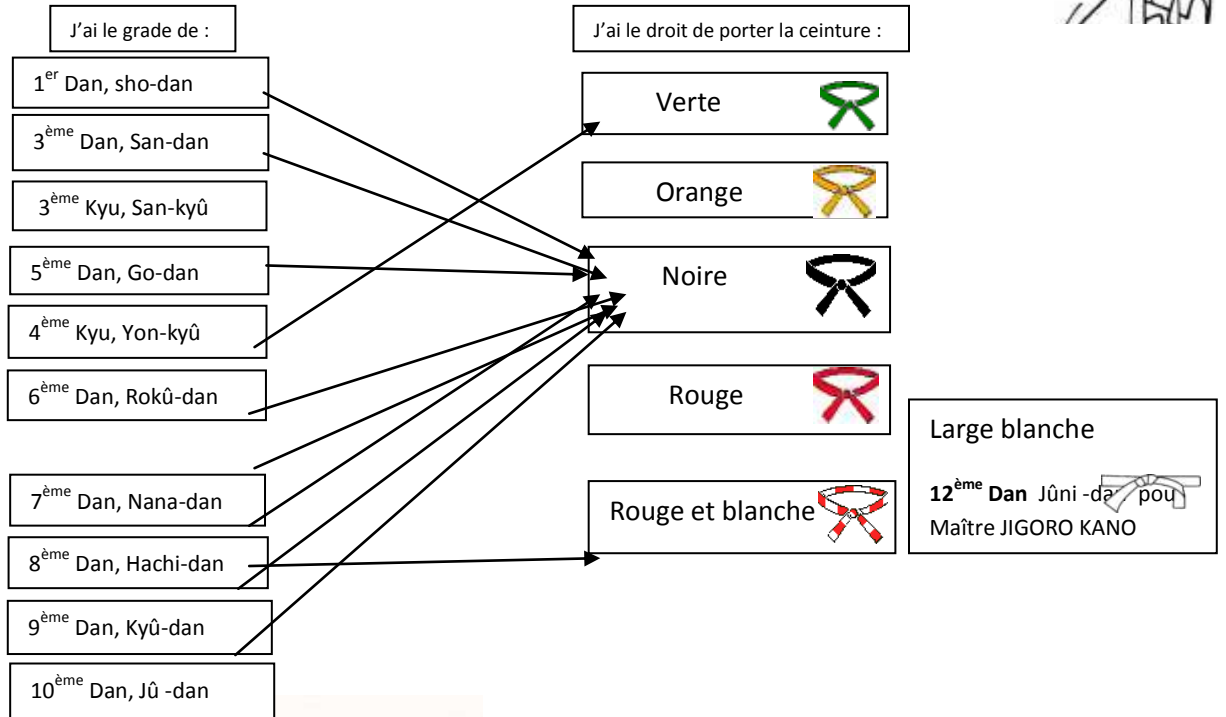 J'ai le grade de :
1er Dan, sho-dan
3ème Dan, San-dan
3ème Kyu, San-kyû
5ème Dan, Go-dan
4ème Kyu, Yon-kyû
6ème Dan, Rokû-dan
7ème Dan, Nana-dan
8ème Dan, Hachi-dan
9ème Dan, Kyû-dan
10ème Dan, Jû -dan
J'ai le droit de porter la ceinture :
Verte
Orange
Noire
Rouge
Rouge et blanche
Large blanche
12ème Dan Jûni -dan pou
Maître JIGORO KANO